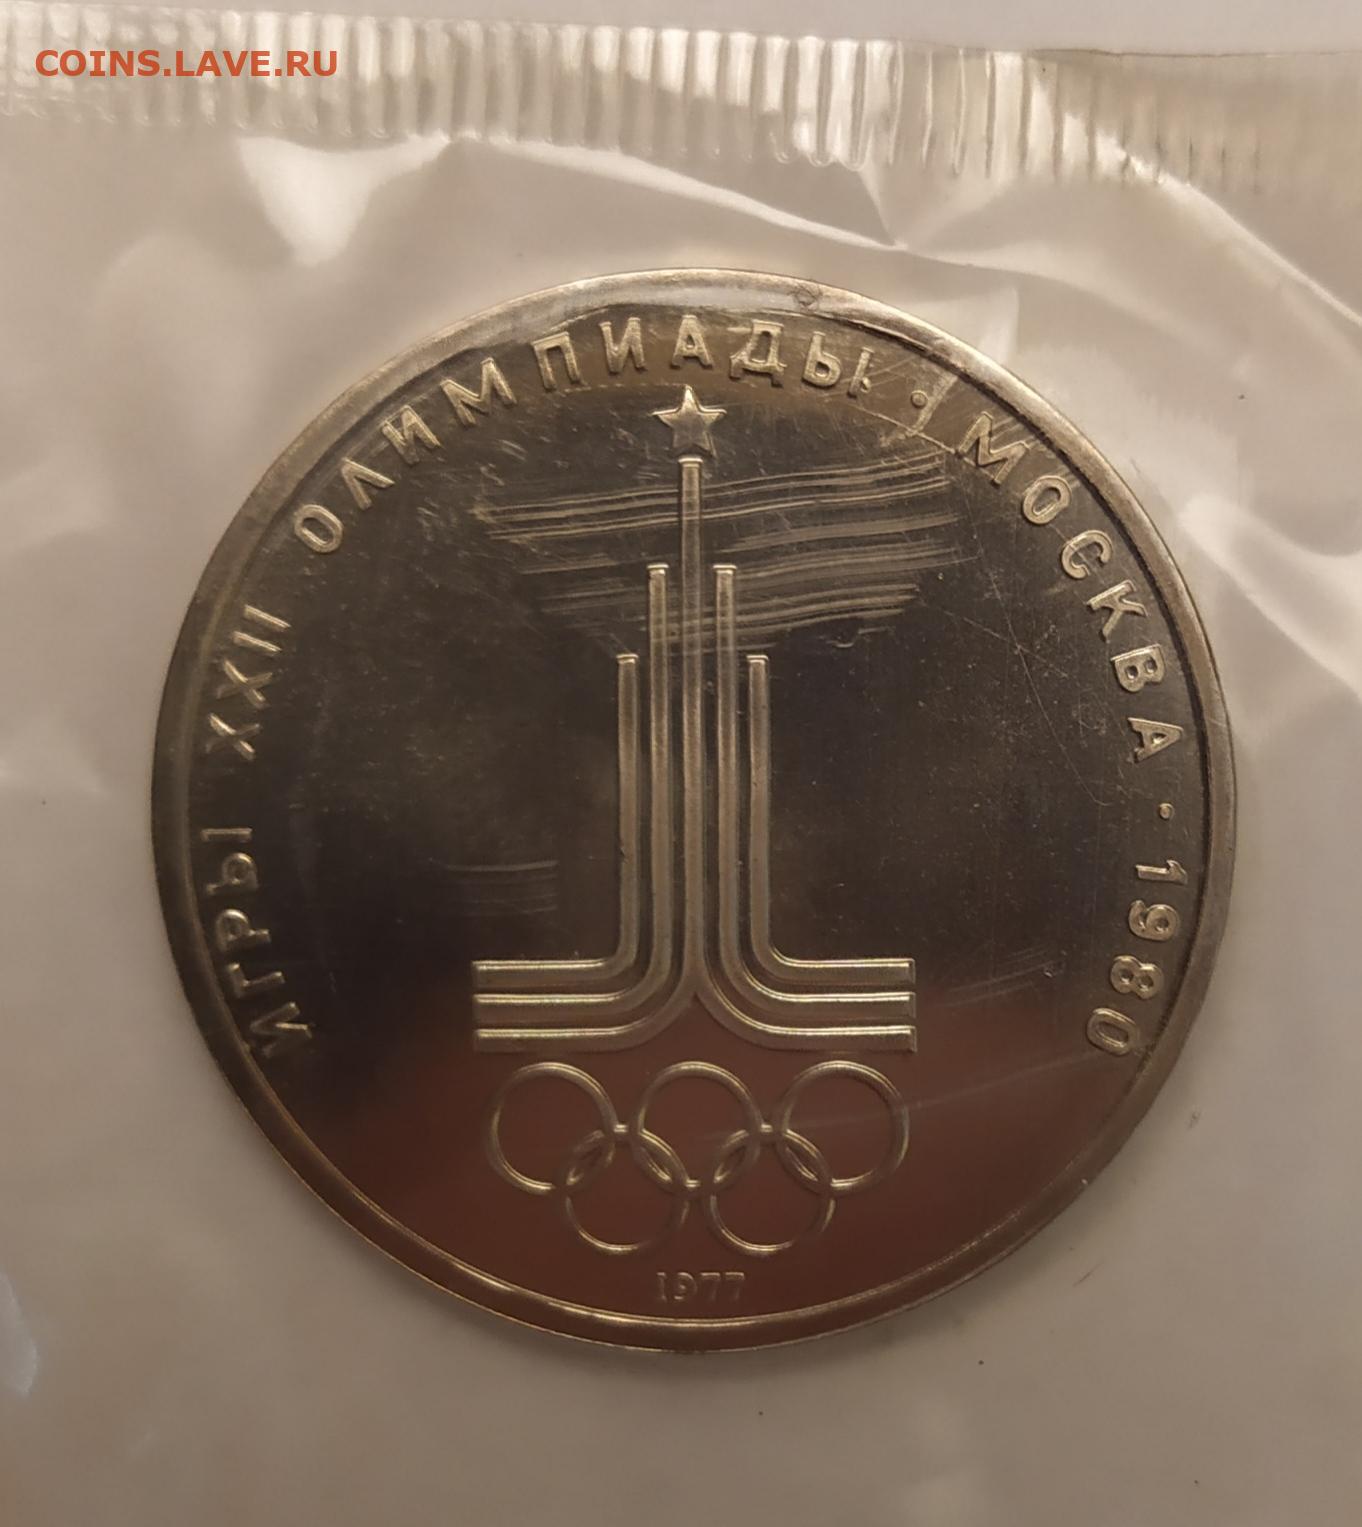 COINS.LAVE.RU
ИГРЫ XXII ОЛИМПИАДЫ · МОСКВА · 1980
1977